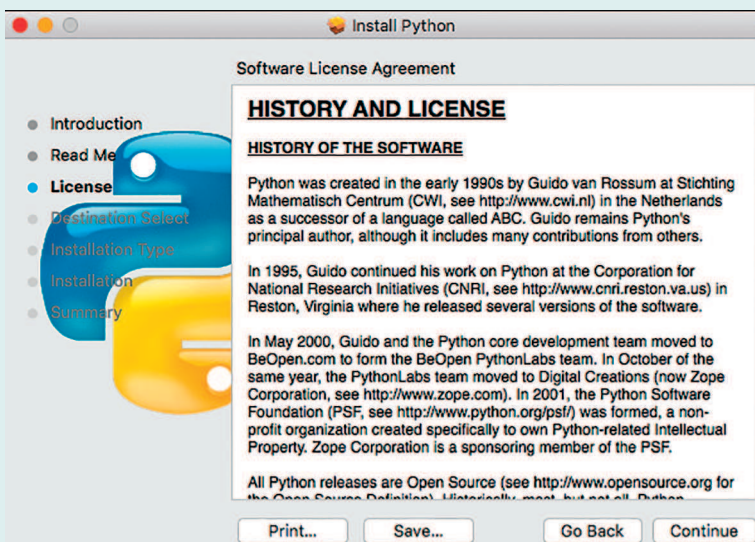 Install Python
Software License Agreement
Introduction
Read Me
License
Destination Select
Installation Type
Installation
Summary
HISTORY AND LICENSE
HISTORY OF THE SOFTWARE
Python was created in the early 1990s by Guido van Rossum at Stichting
Mathematisch Centrum (CWI, see http://www.cwi.nl) in the Netherlands
as a successor of a language called ABC. Guido remains Python's
principal author, although it includes many contributions from others.
In 1995, Guido continued his work on Python at the Corporation for
National Research Initiatives (CNRI, see http://www.cnri.reston.va.us) in
Reston, Virginia where he released several versions of the software.
In May 2000, Guido and the Python core development team moved to
BeOpen.com to form the BeOpen PythonLabs team. In October of the
same year, the PythonLabs team moved to Digital Creations (now Zope
Corporation, see http://www.zope.com). In 2001, the Python Software
Foundation (PSF, see http://www.python.org/psf/) was formed, a non-
profit organization created specifically to own Python-related Intellectual
Property. Zope Corporation is a sponsoring member of the PSF.
All Python releases are Open Source (see http://www.opensource.org for
the Open Source Definition). Historically, most, but not all, Python
Print...
Save...
Go Back
Continue